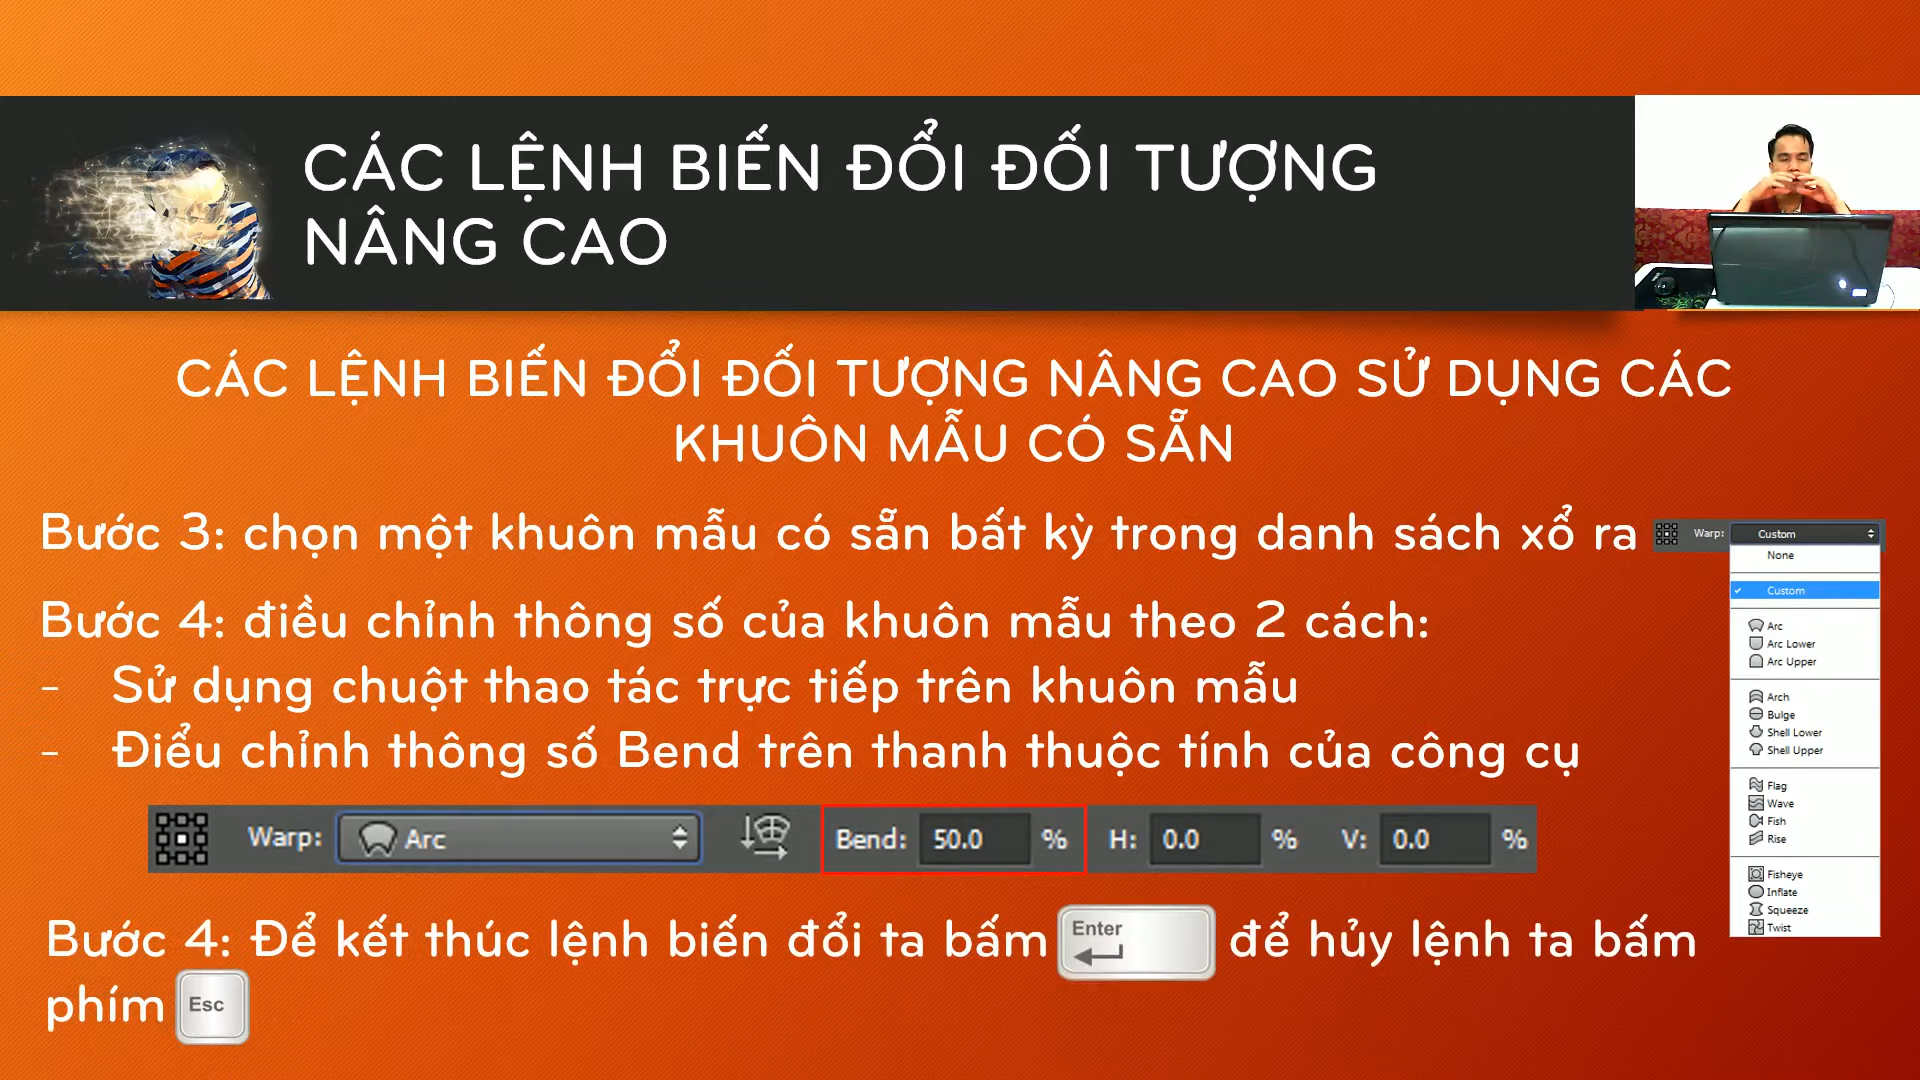 CÁC LỆNH BIẾN ĐỔI ĐỐI TƯỢNG
NÂNG CAO
CÁC LỆNH BIẾN ĐỔI ĐỐI TƯỢNG NÂNG CAO SỬ DỤNG CÁC
KHUÔN MẪU CÓ SẴN
Bước 3: chọn một khuôn mẫu có sẵn bất kỳ trong danh sách xổ ra
Warp: Custom
None
Custom
Arc
Arc Lower
Arc Upper
Arch
Bulge
Shell Lower
Shell Upper
Flag
Wave
Fish
Rise
Fisheye
Inflate
Squeeze
Twist
Bước 4: điều chỉnh thông số của khuôn mẫu theo 2 cách:
- Sử dụng chuột thao tác trực tiếp trên khuôn mẫu
- Điểu chỉnh thông số Bend trên thanh thuộc tính của công cụ
Warp: Arc Bend: 50.0 % H: 0.0 % V: 0.0 %
Bước 4: Để kết thúc lệnh biến đổi ta bấm Enter để hủy lệnh ta bấm
phím Esc